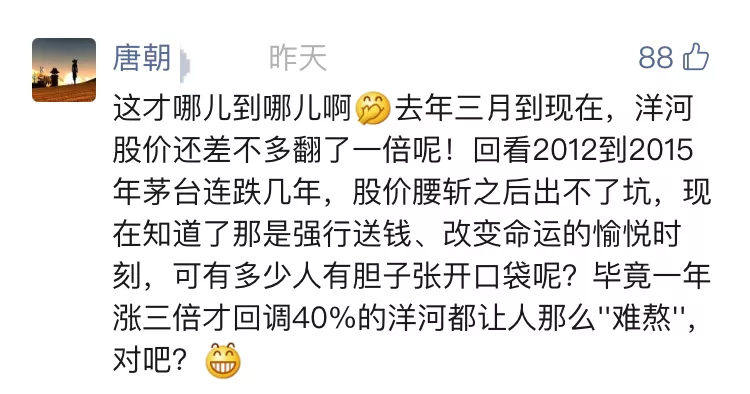 唐朝 昨天 88
这才哪儿到哪儿啊🤭去年三月到现在，洋河
股价还差不多翻了一倍呢！回看2012到2015
年茅台连跌几年，股价腰斩之后出不了坑，现
在知道了那是强行送钱、改变命运的愉悦时
刻，可有多少人有胆子张开口袋呢？毕竟一年
涨三倍才回调40%的洋河都让人那么"难熬"，
对吧？😁